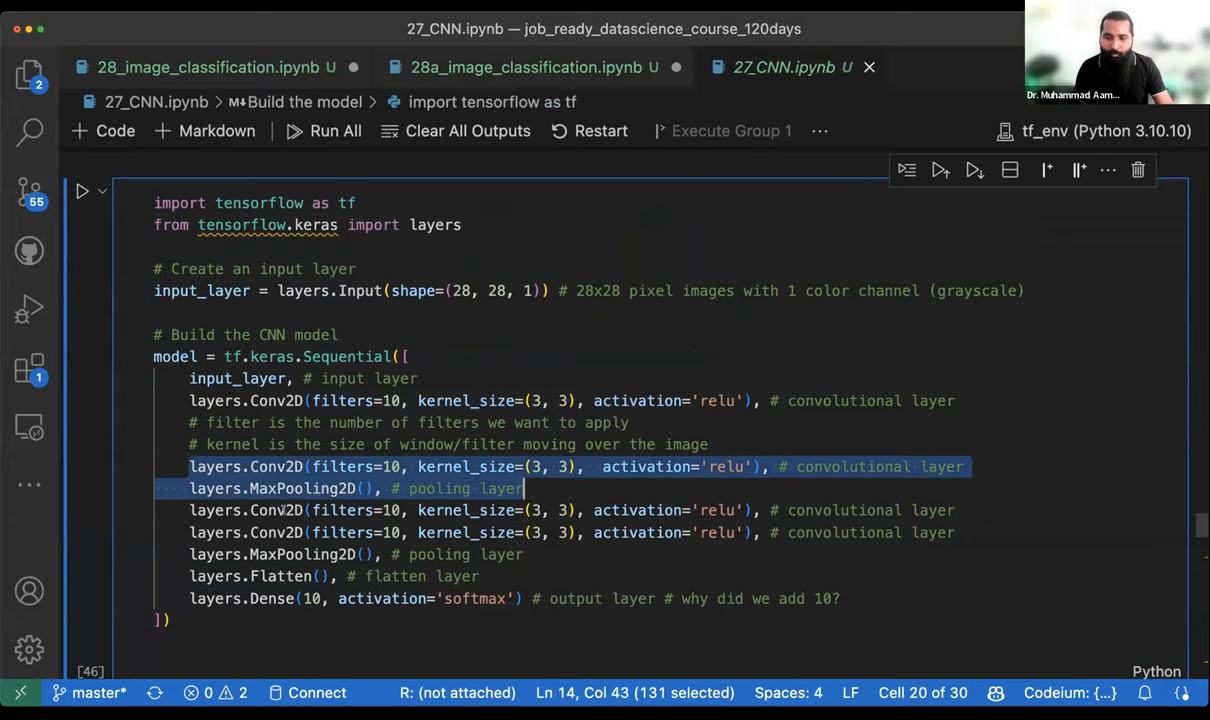 27_CNN.ipynb — job_ready_datascience_course_120days
28_image_classification.ipynb U
28a_image_classification.ipynb U
27_CNN.ipynb U
Dr. Muhammad Aam...
27_CNN.ipynb > M↓Build the model > import tensorflow as tf
+ Code + Markdown Run All Clear All Outputs Restart Execute Group 1 ... tf_env (Python 3.10.10)
2
55
1
import tensorflow as tf
from tensorflow.keras import layers
# Create an input layer
input_layer = layers.Input(shape=(28, 28, 1)) # 28x28 pixel images with 1 color channel (grayscale)
# Build the CNN model
model = tf.keras.Sequential([
input_layer, # input layer
layers.Conv2D(filters=10, kernel_size=(3, 3), activation='relu'), # convolutional layer
# filter is the number of filters we want to apply
# kernel is the size of window/filter moving over the image
layers.Conv2D(filters=10, kernel_size=(3, 3), activation='relu'), # convolutional layer
layers.MaxPooling2D(), # pooling layer
layers.Conv2D(filters=10, kernel_size=(3, 3), activation='relu'), # convolutional layer
layers.Conv2D(filters=10, kernel_size=(3, 3), activation='relu'), # convolutional layer
layers.MaxPooling2D(), # pooling layer
layers.Flatten(), # flatten layer
layers.Dense(10, activation='softmax') # output layer # why did we add 10?
])
[46]
Python
master* 0 2 Connect R: (not attached) Ln 14, Col 43 (131 selected) Spaces: 4 LF Cell 20 of 30 Codeium: {...}